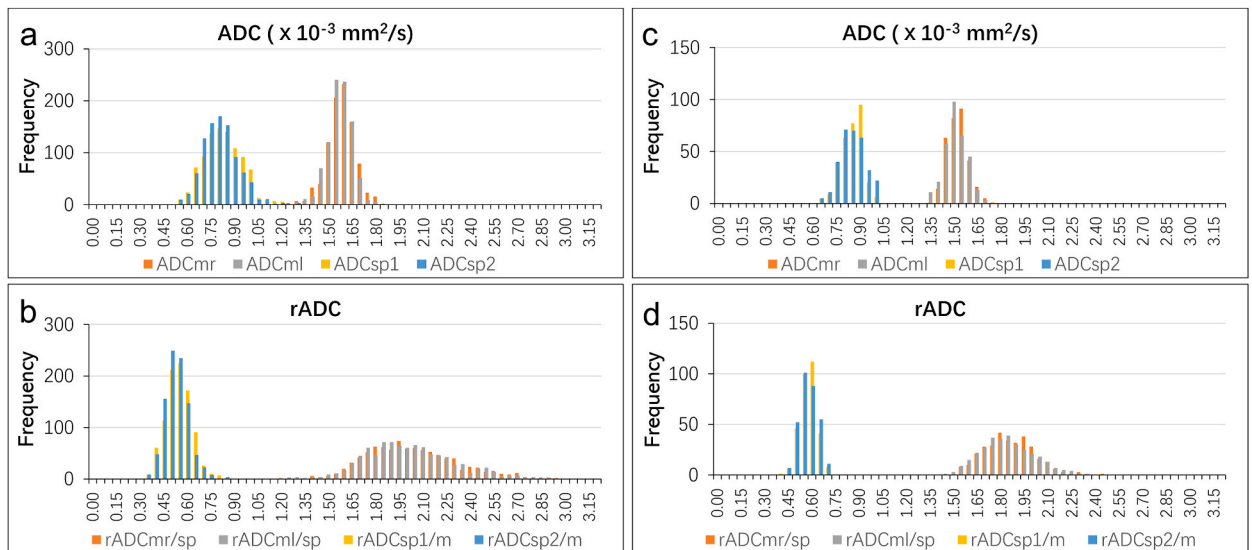 a
ADC ( x 10-3 mm²/s)
Frequency
300
200
100
0
0.00 0.15 0.30 0.45 0.60 0.75 0.90 1.05 1.20 1.35 1.50 1.65 1.80 1.95 2.10 2.25 2.40 2.55 2.70 2.85 3.00 3.15
ADCmr ADCml ADCsp1 ADCsp2
c
ADC ( x 10-3 mm²/s)
Frequency
150
100
50
0
0.00 0.15 0.30 0.45 0.60 0.75 0.90 1.05 1.20 1.35 1.50 1.65 1.80 1.95 2.10 2.25 2.40 2.55 2.70 2.85 3.00 3.15
ADCmr ADCml ADCsp1 ADCsp2
b
rADC
Frequency
300
200
100
0
0.00 0.15 0.30 0.45 0.60 0.75 0.90 1.05 1.20 1.35 1.50 1.65 1.80 1.95 2.10 2.25 2.40 2.55 2.70 2.85 3.00 3.15
rADCmr/sp rADCml/sp rADCsp1/m rADCsp2/m
d
rADC
Frequency
150
100
50
0
0.00 0.15 0.30 0.45 0.60 0.75 0.90 1.05 1.20 1.35 1.50 1.65 1.80 1.95 2.10 2.25 2.40 2.55 2.70 2.85 3.00 3.15
rADCmr/sp rADCml/sp rADCsp1/m rADCsp2/m